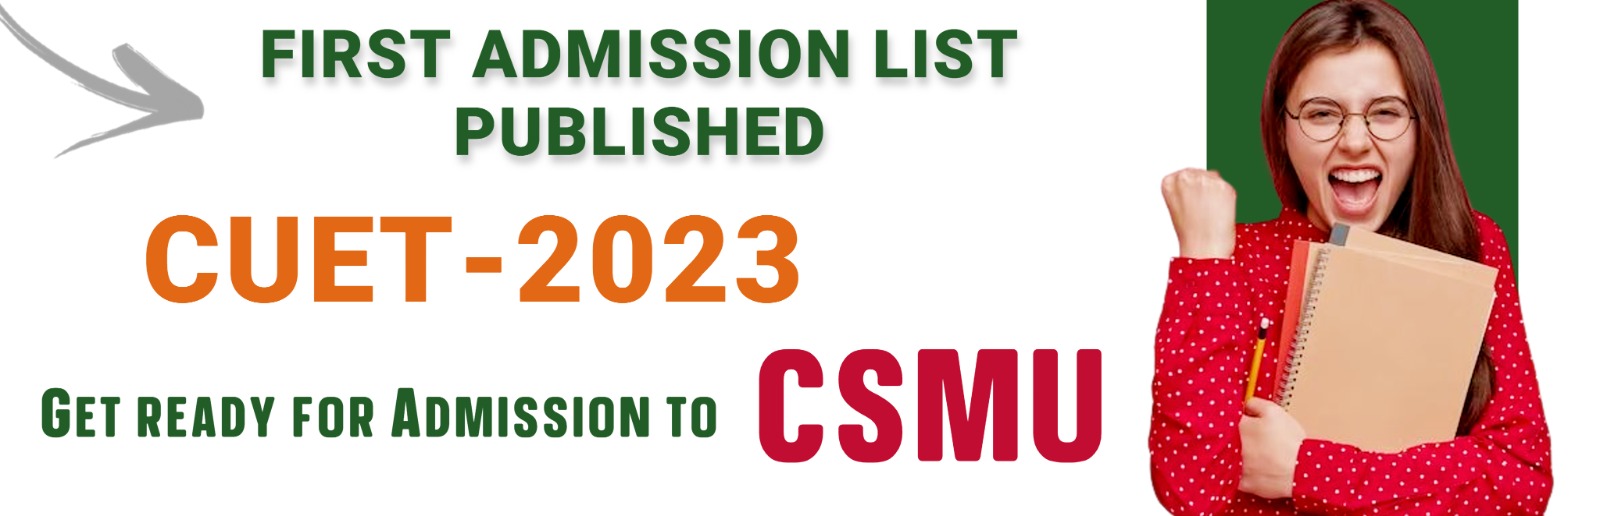 FIRST ADMISSION LIST
PUBLISHED
CUET-2023
GET READY FOR ADMISSION TO CSMU